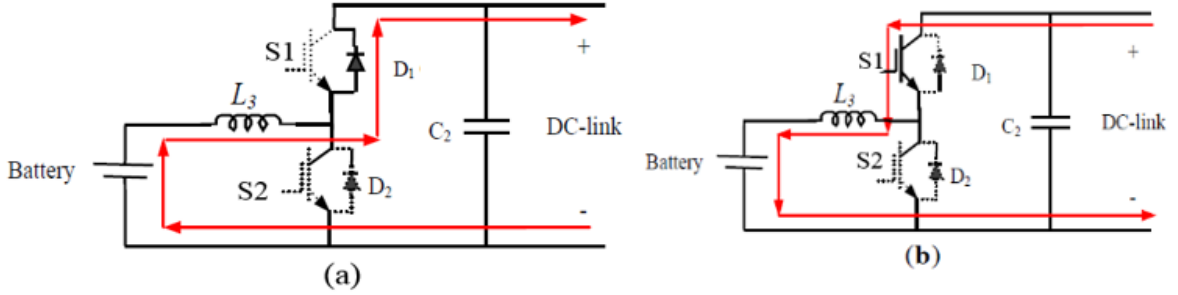 S1
D₁
+
L₃
C₂
DC-link
Battery
S2
D₂
-
(a)
S1
D₁
+
L₃
C₂
DC-link
Battery
S2
D₂
-
(b)